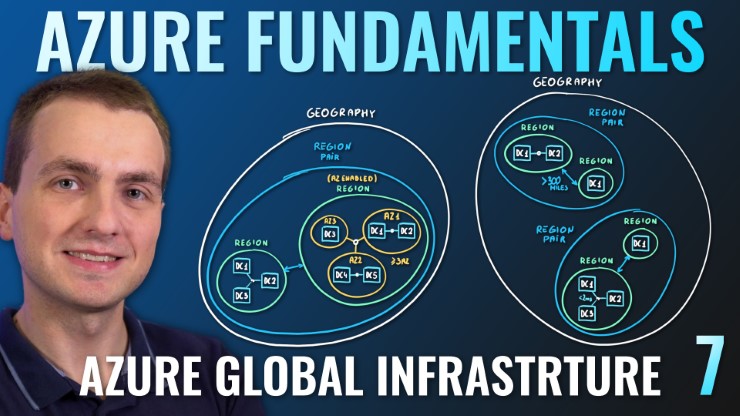 AZURE FUNDAMENTALS
GEOGRAPHY
REGION
PAIR
(AZ ENABLED)
REGION
AZ3
DC3
AZ1
DC1
DC2
AZ2
≥3AZ
DC4
DC5
REGION
DC1
DC2
DC3
GEOGRAPHY
REGION
PAIR
REGION
DC1
DC2
REGION
DC1
>300
MILES
REGION
PAIR
REGION
DC1
REGION
DC1
<2ms
DC2
DC3
AZURE GLOBAL INFRASTRTURE
7